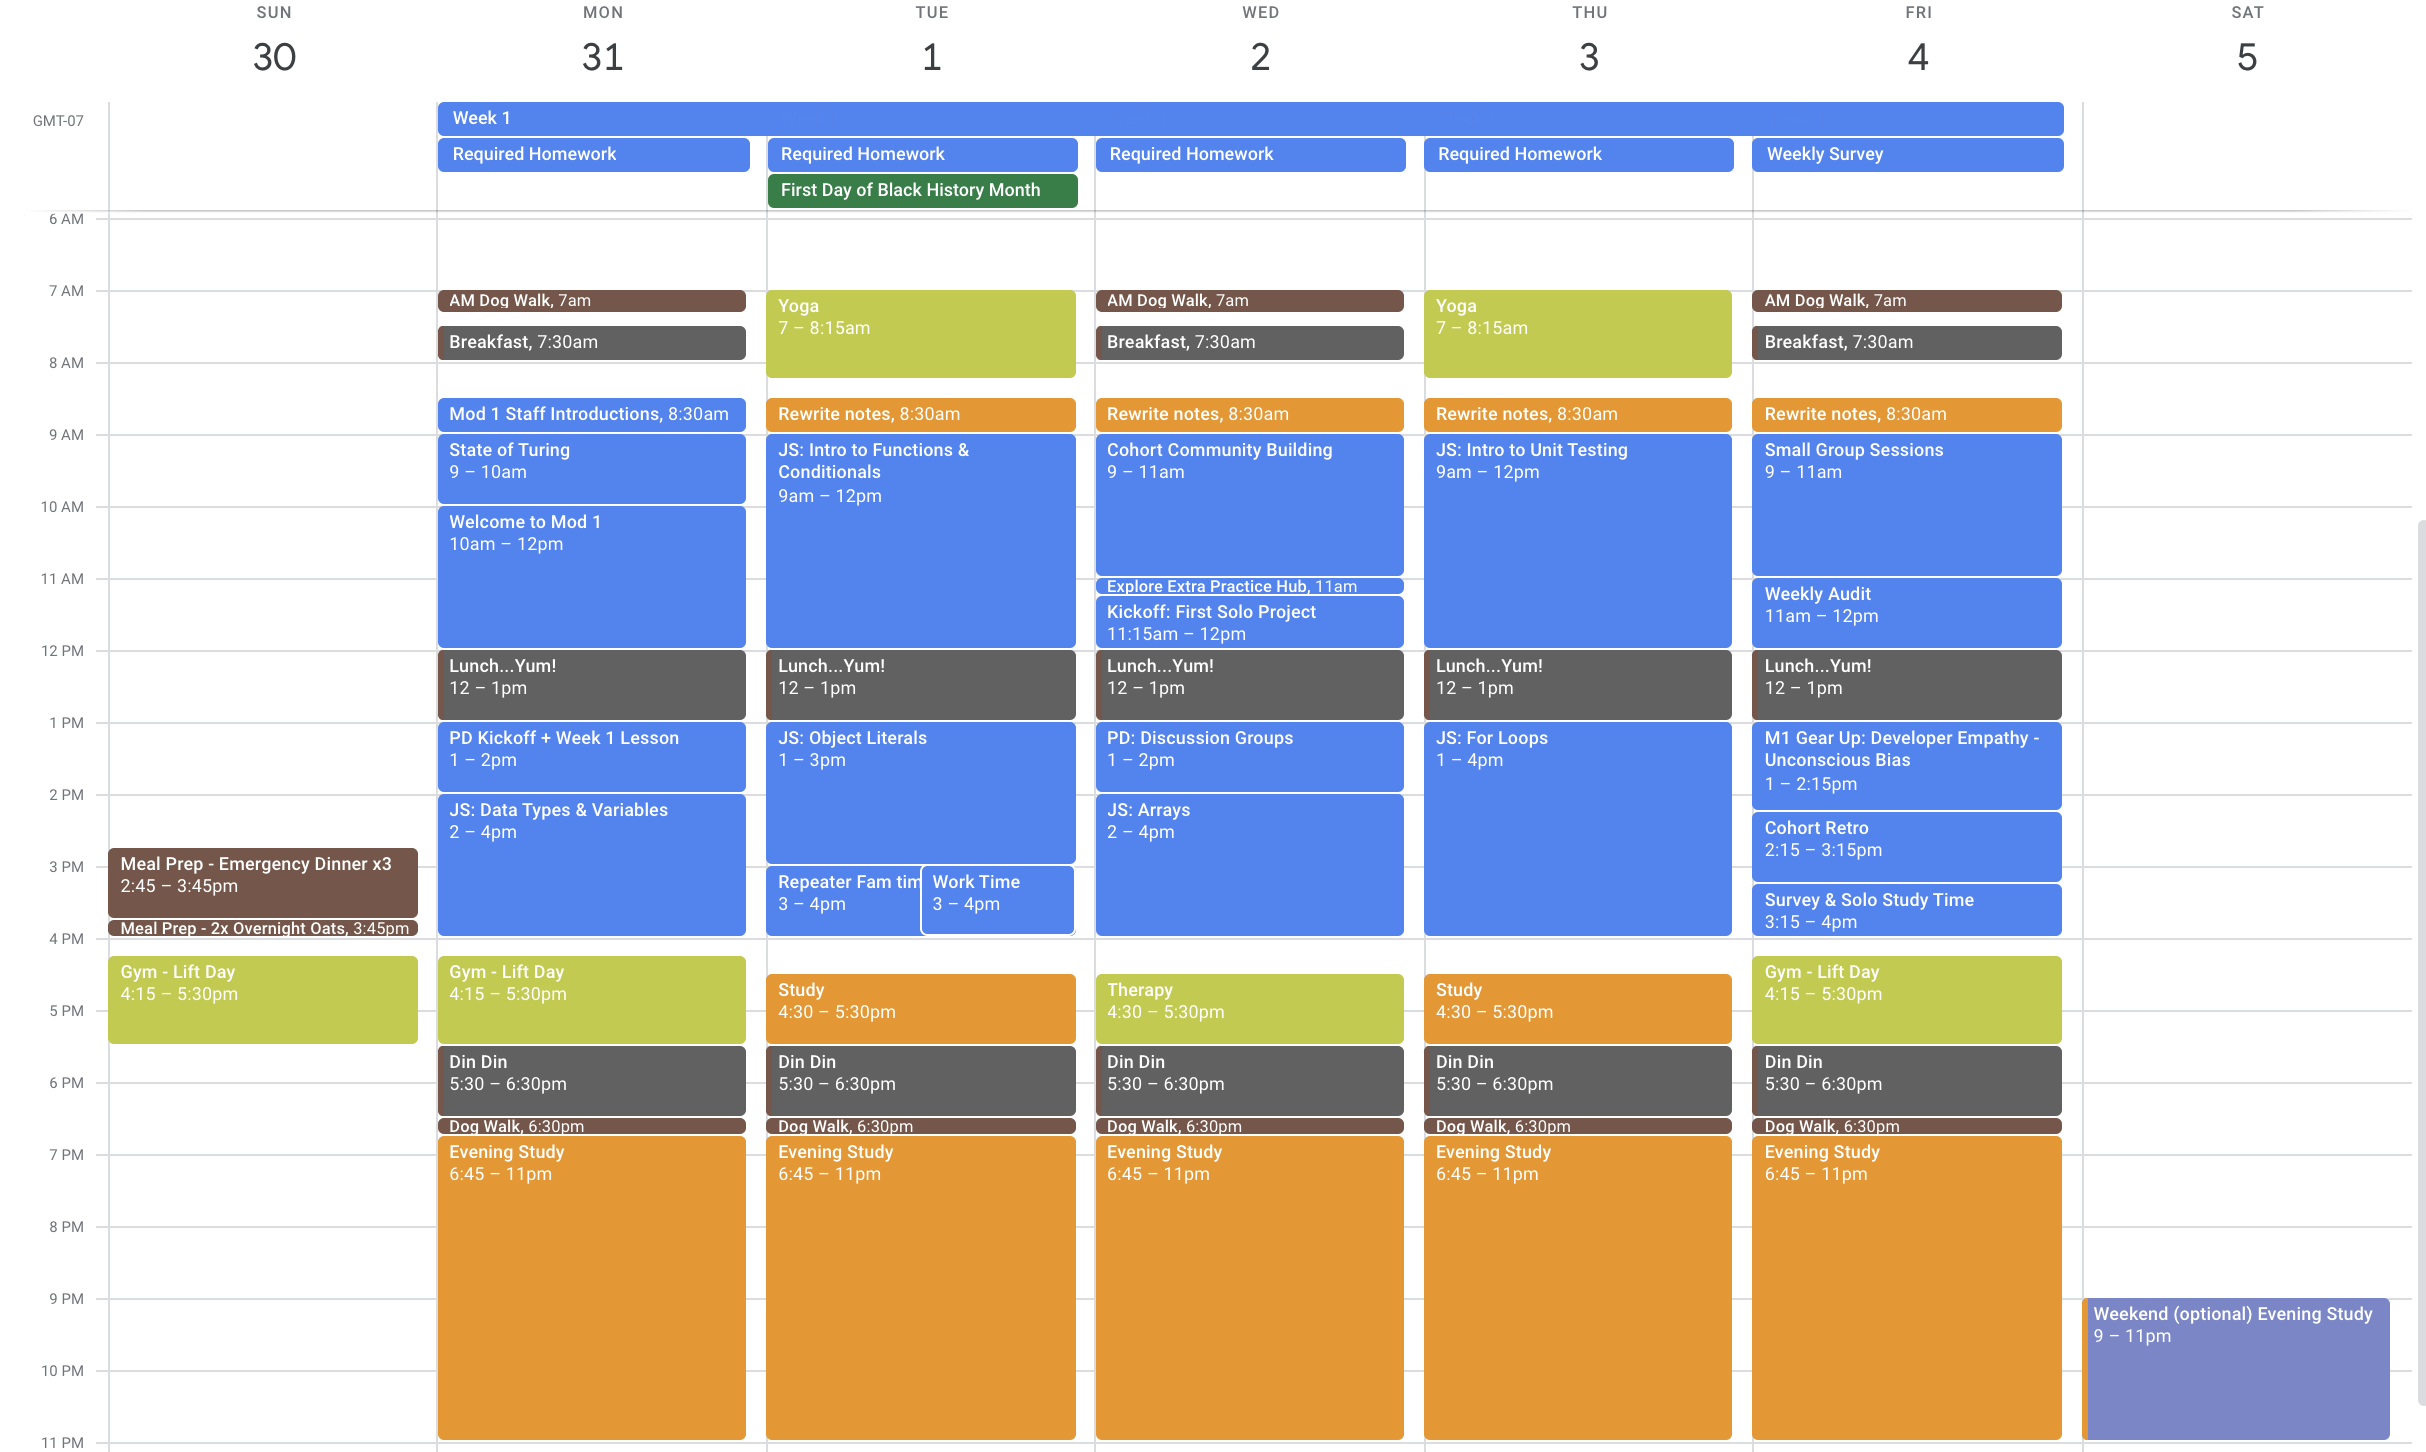 SUN
MON
TUE
WED
THU
FRI
SAT
30
31
1
2
3
4
5
GMT-07
Week 1
Required Homework
Required Homework
Required Homework
Required Homework
Weekly Survey
First Day of Black History Month
6 AM
7 AM
8 AM
9 AM
10 AM
11 AM
12 PM
1 PM
2 PM
3 PM
4 PM
5 PM
6 PM
7 PM
8 PM
9 PM
10 PM
11 PM
Meal Prep - Emergency Dinner x3
2:45 – 3:45pm
Meal Prep - 2x Overnight Oats, 3:45pm
Gym - Lift Day
4:15 – 5:30pm
AM Dog Walk, 7am
Breakfast, 7:30am
Mod 1 Staff Introductions, 8:30am
State of Turing
9 – 10am
Welcome to Mod 1
10am – 12pm
Lunch...Yum!
12 – 1pm
PD Kickoff + Week 1 Lesson
1 – 2pm
JS: Data Types & Variables
2 – 4pm
Gym - Lift Day
4:15 – 5:30pm
Din Din
5:30 – 6:30pm
Dog Walk, 6:30pm
Evening Study
6:45 – 11pm
Yoga
7 – 8:15am
Rewrite notes, 8:30am
JS: Intro to Functions &
Conditionals
9am – 12pm
Lunch...Yum!
12 – 1pm
JS: Object Literals
1 – 3pm
Repeater Fam tim
3 – 4pm
Work Time
3 – 4pm
Study
4:30 – 5:30pm
Din Din
5:30 – 6:30pm
Dog Walk, 6:30pm
Evening Study
6:45 – 11pm
AM Dog Walk, 7am
Breakfast, 7:30am
Rewrite notes, 8:30am
Cohort Community Building
9 – 11am
Explore Extra Practice Hub, 11am
Kickoff: First Solo Project
11:15am – 12pm
Lunch...Yum!
12 – 1pm
PD: Discussion Groups
1 – 2pm
JS: Arrays
2 – 4pm
Therapy
4:30 – 5:30pm
Din Din
5:30 – 6:30pm
Dog Walk, 6:30pm
Evening Study
6:45 – 11pm
Yoga
7 – 8:15am
Rewrite notes, 8:30am
JS: Intro to Unit Testing
9am – 12pm
Lunch...Yum!
12 – 1pm
JS: For Loops
1 – 4pm
Study
4:30 – 5:30pm
Din Din
5:30 – 6:30pm
Dog Walk, 6:30pm
Evening Study
6:45 – 11pm
AM Dog Walk, 7am
Breakfast, 7:30am
Rewrite notes, 8:30am
Small Group Sessions
9 – 11am
Weekly Audit
11am – 12pm
Lunch...Yum!
12 – 1pm
M1 Gear Up: Developer Empathy -
Unconscious Bias
1 – 2:15pm
Cohort Retro
2:15 – 3:15pm
Survey & Solo Study Time
3:15 – 4pm
Gym - Lift Day
4:15 – 5:30pm
Din Din
5:30 – 6:30pm
Dog Walk, 6:30pm
Evening Study
6:45 – 11pm
Weekend (optional) Evening Study
9 – 11pm